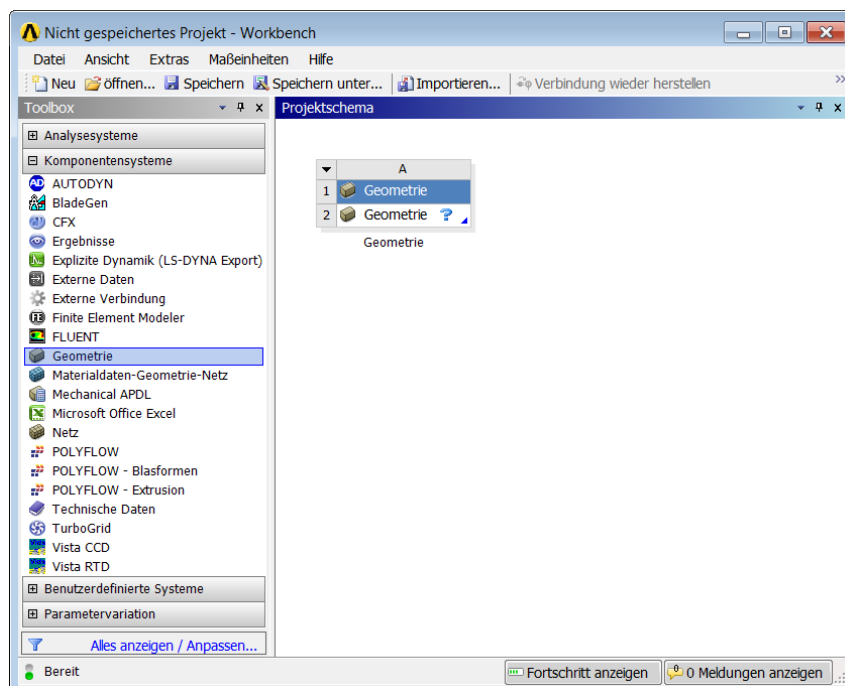 Nicht gespeichertes Projekt - Workbench
Datei Ansicht Extras Maßeinheiten Hilfe
Neu öffnen... Speichern Speichern unter... Importieren... Verbindung wieder herstellen
Toolbox
Analysesysteme
Komponentensysteme
AUTODYN
BladeGen
CFX
Ergebnisse
Explizite Dynamik (LS-DYNA Export)
Externe Daten
Externe Verbindung
Finite Element Modeler
FLUENT
Geometrie
Materialdaten-Geometrie-Netz
Mechanical APDL
Microsoft Office Excel
Netz
POLYFLOW
POLYFLOW - Blasformen
POLYFLOW - Extrusion
Technische Daten
TurboGrid
Vista CCD
Vista RTD
Benutzerdefinierte Systeme
Parametervariation
Alles anzeigen / Anpassen...
Projektschema
A
1 Geometrie
2 Geometrie ?
Geometrie
Bereit
Fortschritt anzeigen
0 Meldungen anzeigen